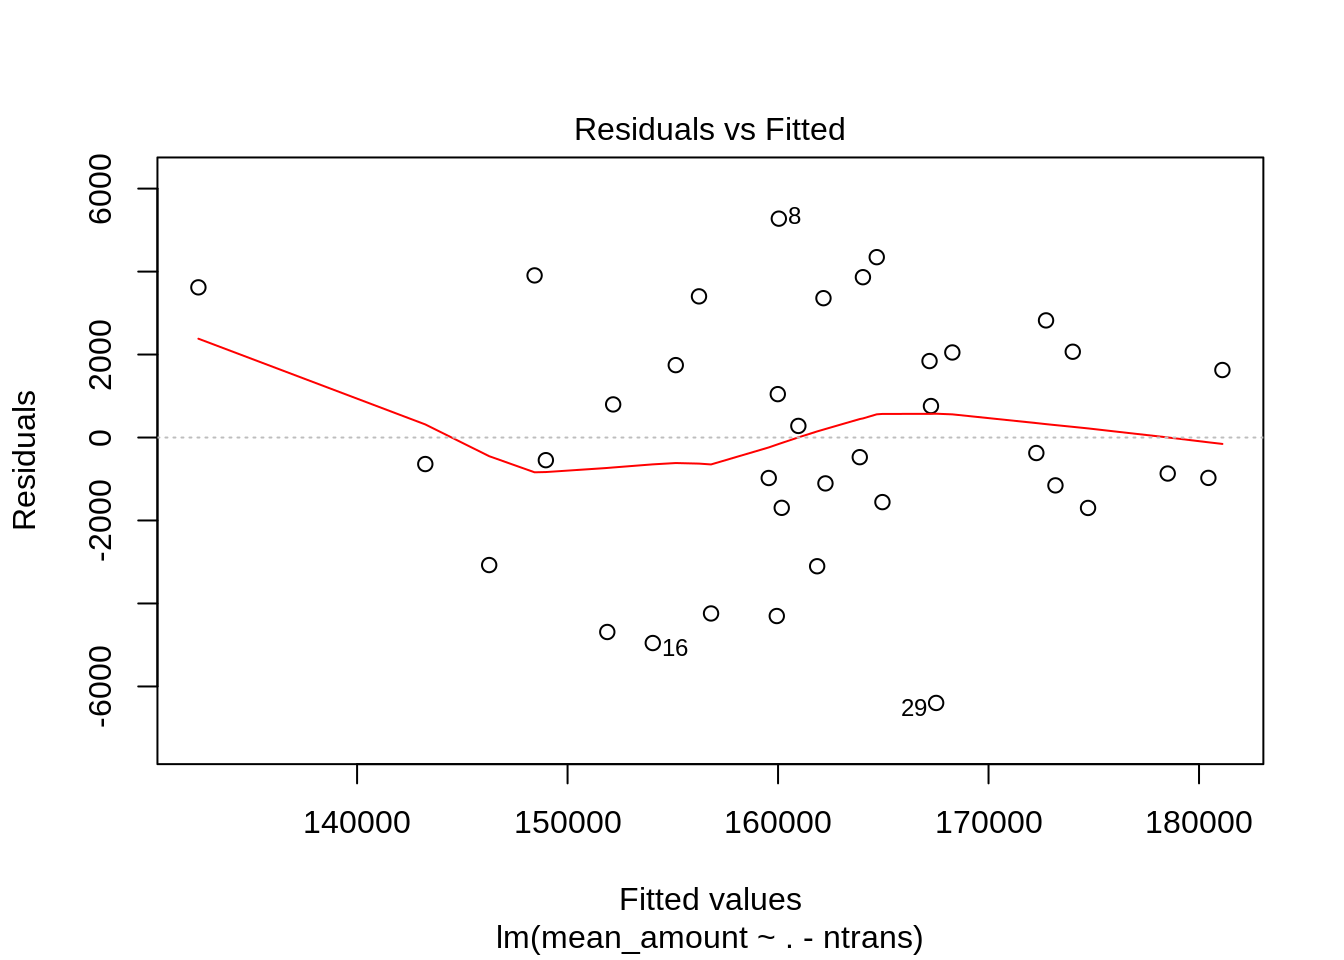 Residuals vs Fitted
6000
2000
0
-2000
-6000
Residuals
8
16
29
140000 150000 160000 170000 180000
Fitted values
lm(mean_amount ~ . - ntrans)